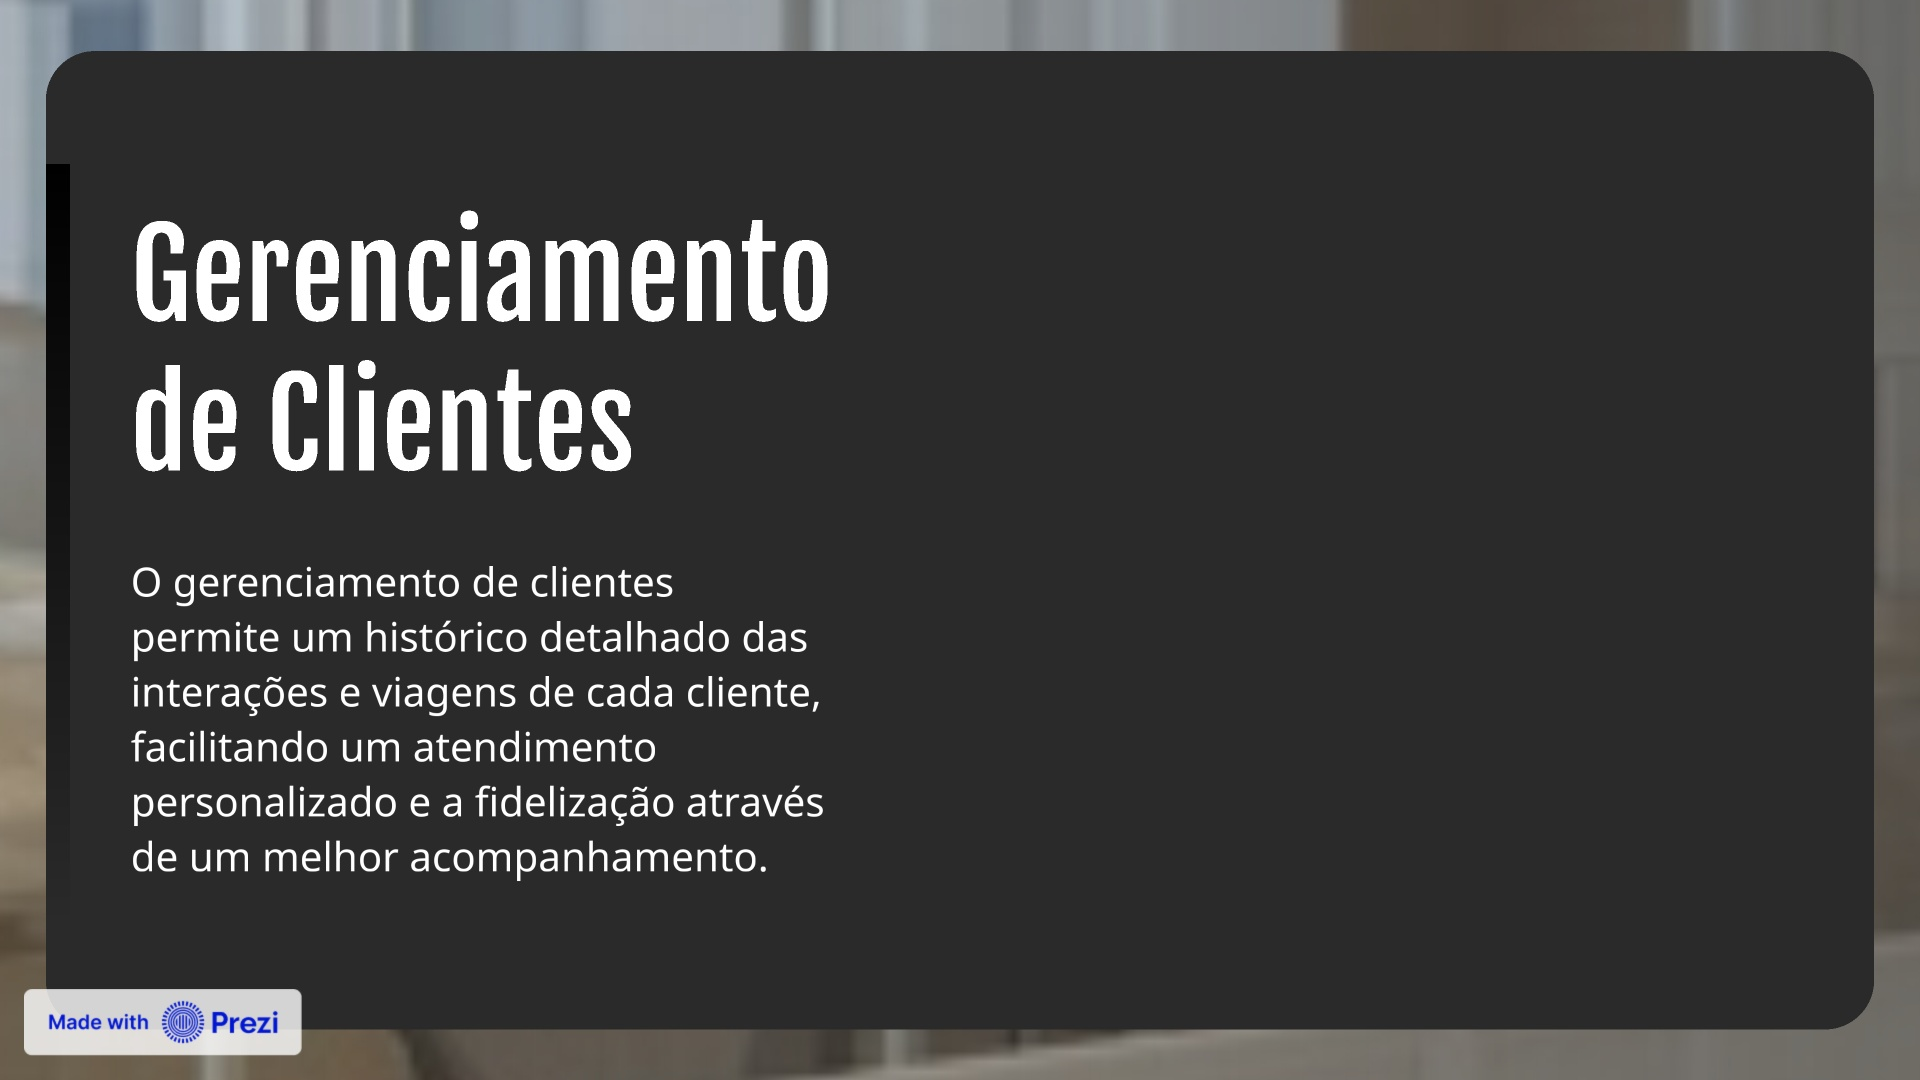 Gerenciamento
de Clientes
O gerenciamento de clientes
permite um histórico detalhado das
interações e viagens de cada cliente,
facilitando um atendimento
personalizado e a fidelização através
de um melhor acompanhamento.
Made with Prezi